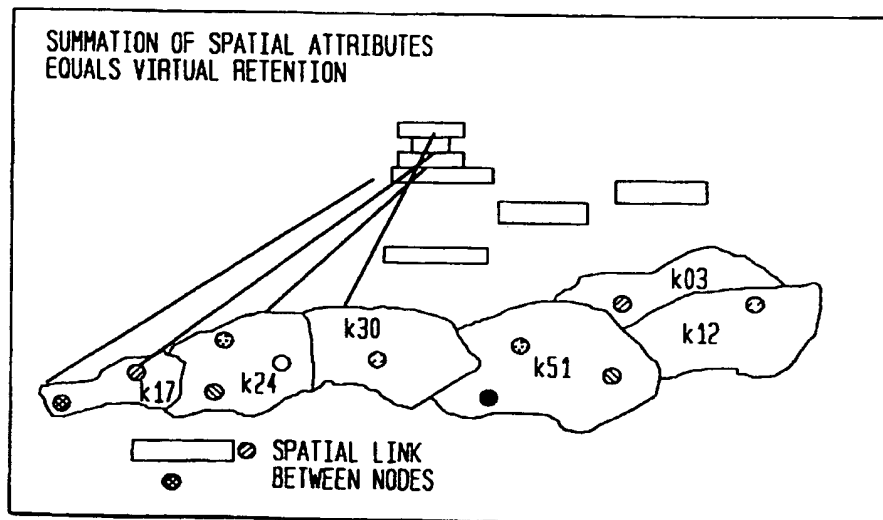 SUMMATION OF SPATIAL ATTRIBUTES
EQUALS VIRTUAL RETENTION
k03
k30
k12
k17
k24
k51
SPATIAL LINK
BETWEEN NODES